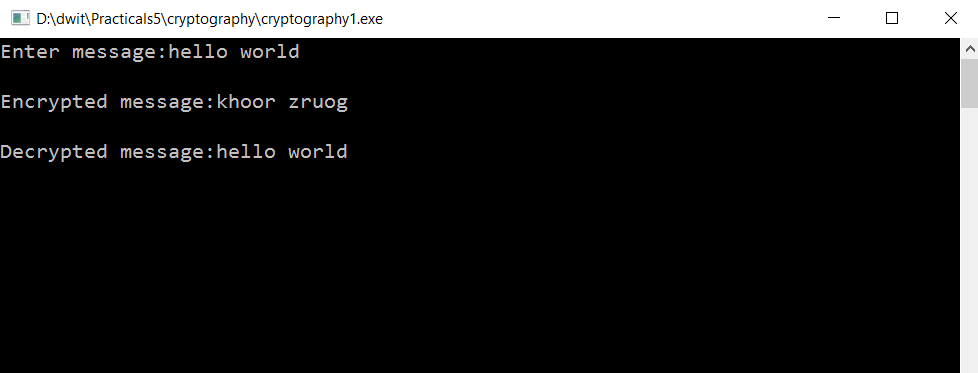 D:\dwit\Practicals5\cryptography\cryptography1.exe
Enter message:hello world
Encrypted message:khoor zruog
Decrypted message:hello world